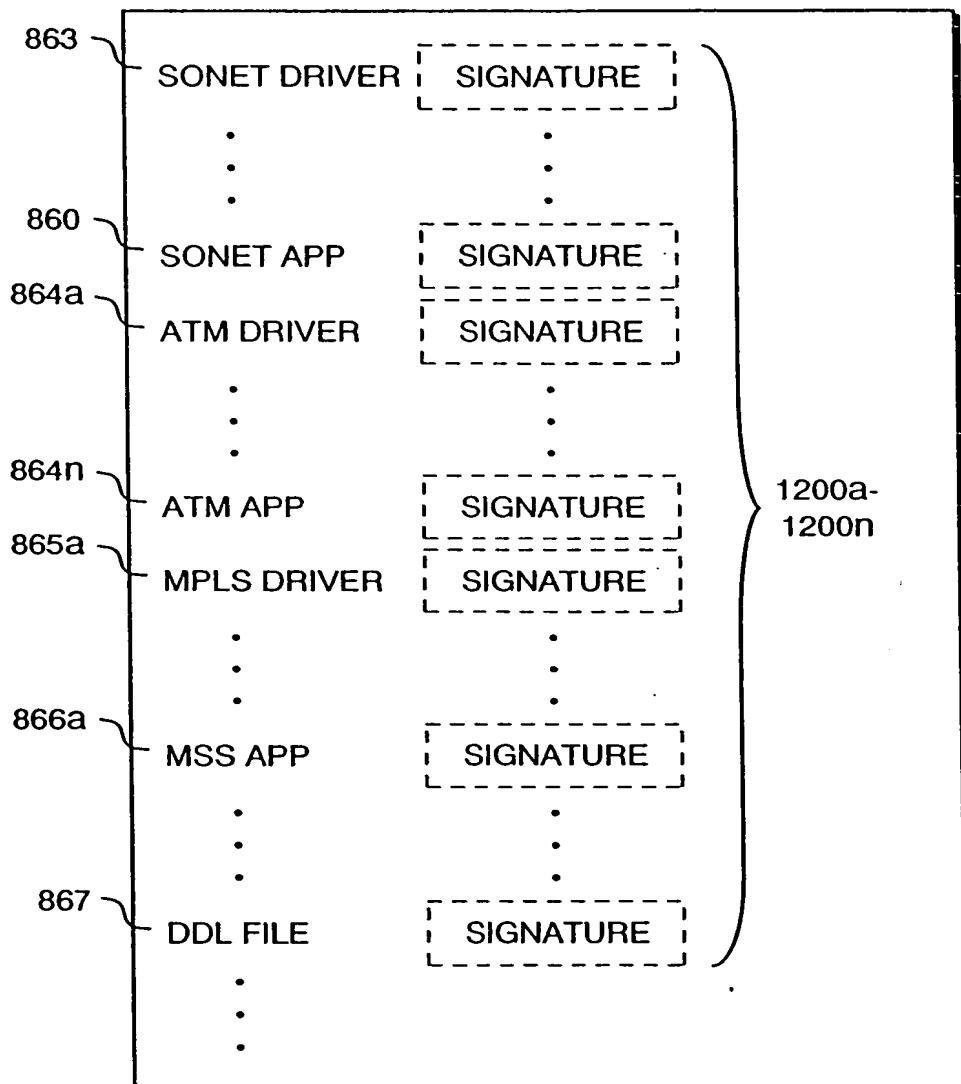 863
SONET DRIVER SIGNATURE
860
SONET APP SIGNATURE
864a
ATM DRIVER SIGNATURE
864n
ATM APP SIGNATURE
1200a-
1200n
865a
MPLS DRIVER SIGNATURE
866a
MSS APP SIGNATURE
867
DDL FILE SIGNATURE